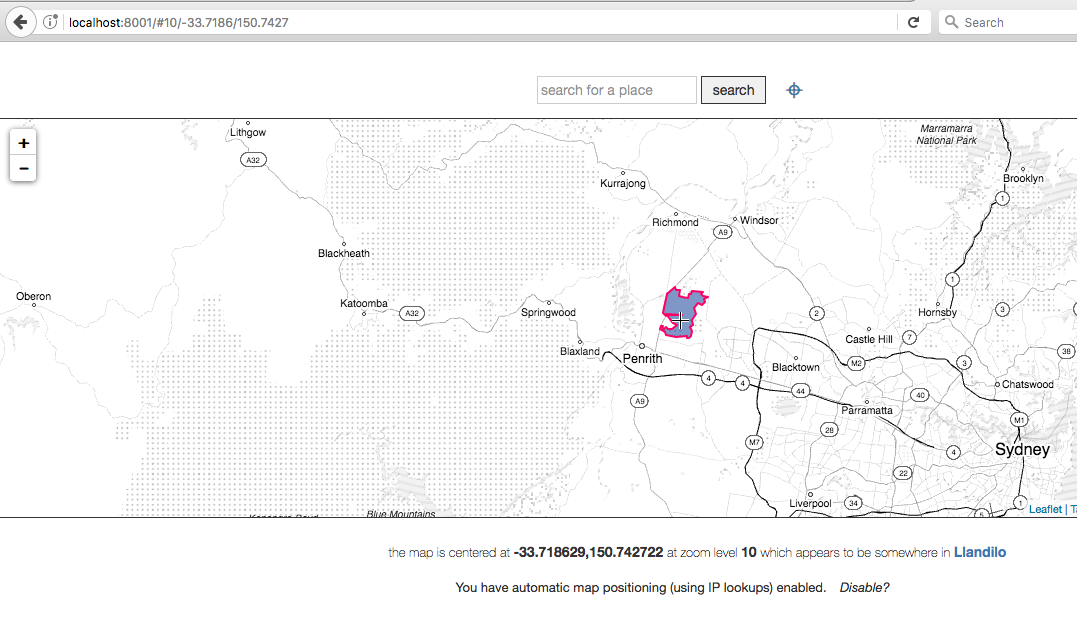 localhost:8001/#10/-33.7186/150.7427
Search
search for a place
search
+
−
Lithgow
A32
Marramarra
National Park
Brooklyn
Kurrajong
1
Richmond
Windsor
A9
Blackheath
1
Oberon
Katoomba
A32
Springwood
2
Hornsby
3
Castle Hill
7
Blaxland
Penrith
38
M2
3
Blacktown
4
4
44
Chatswood
40
A9
Parramatta
M1
28
M7
4
Sydney
22
Liverpool
34
1
5
Blue Mountains
Leaflet | T
the map is centered at -33.718629,150.742722 at zoom level 10 which appears to be somewhere in Llandilo
You have automatic map positioning (using IP lookups) enabled. Disable?